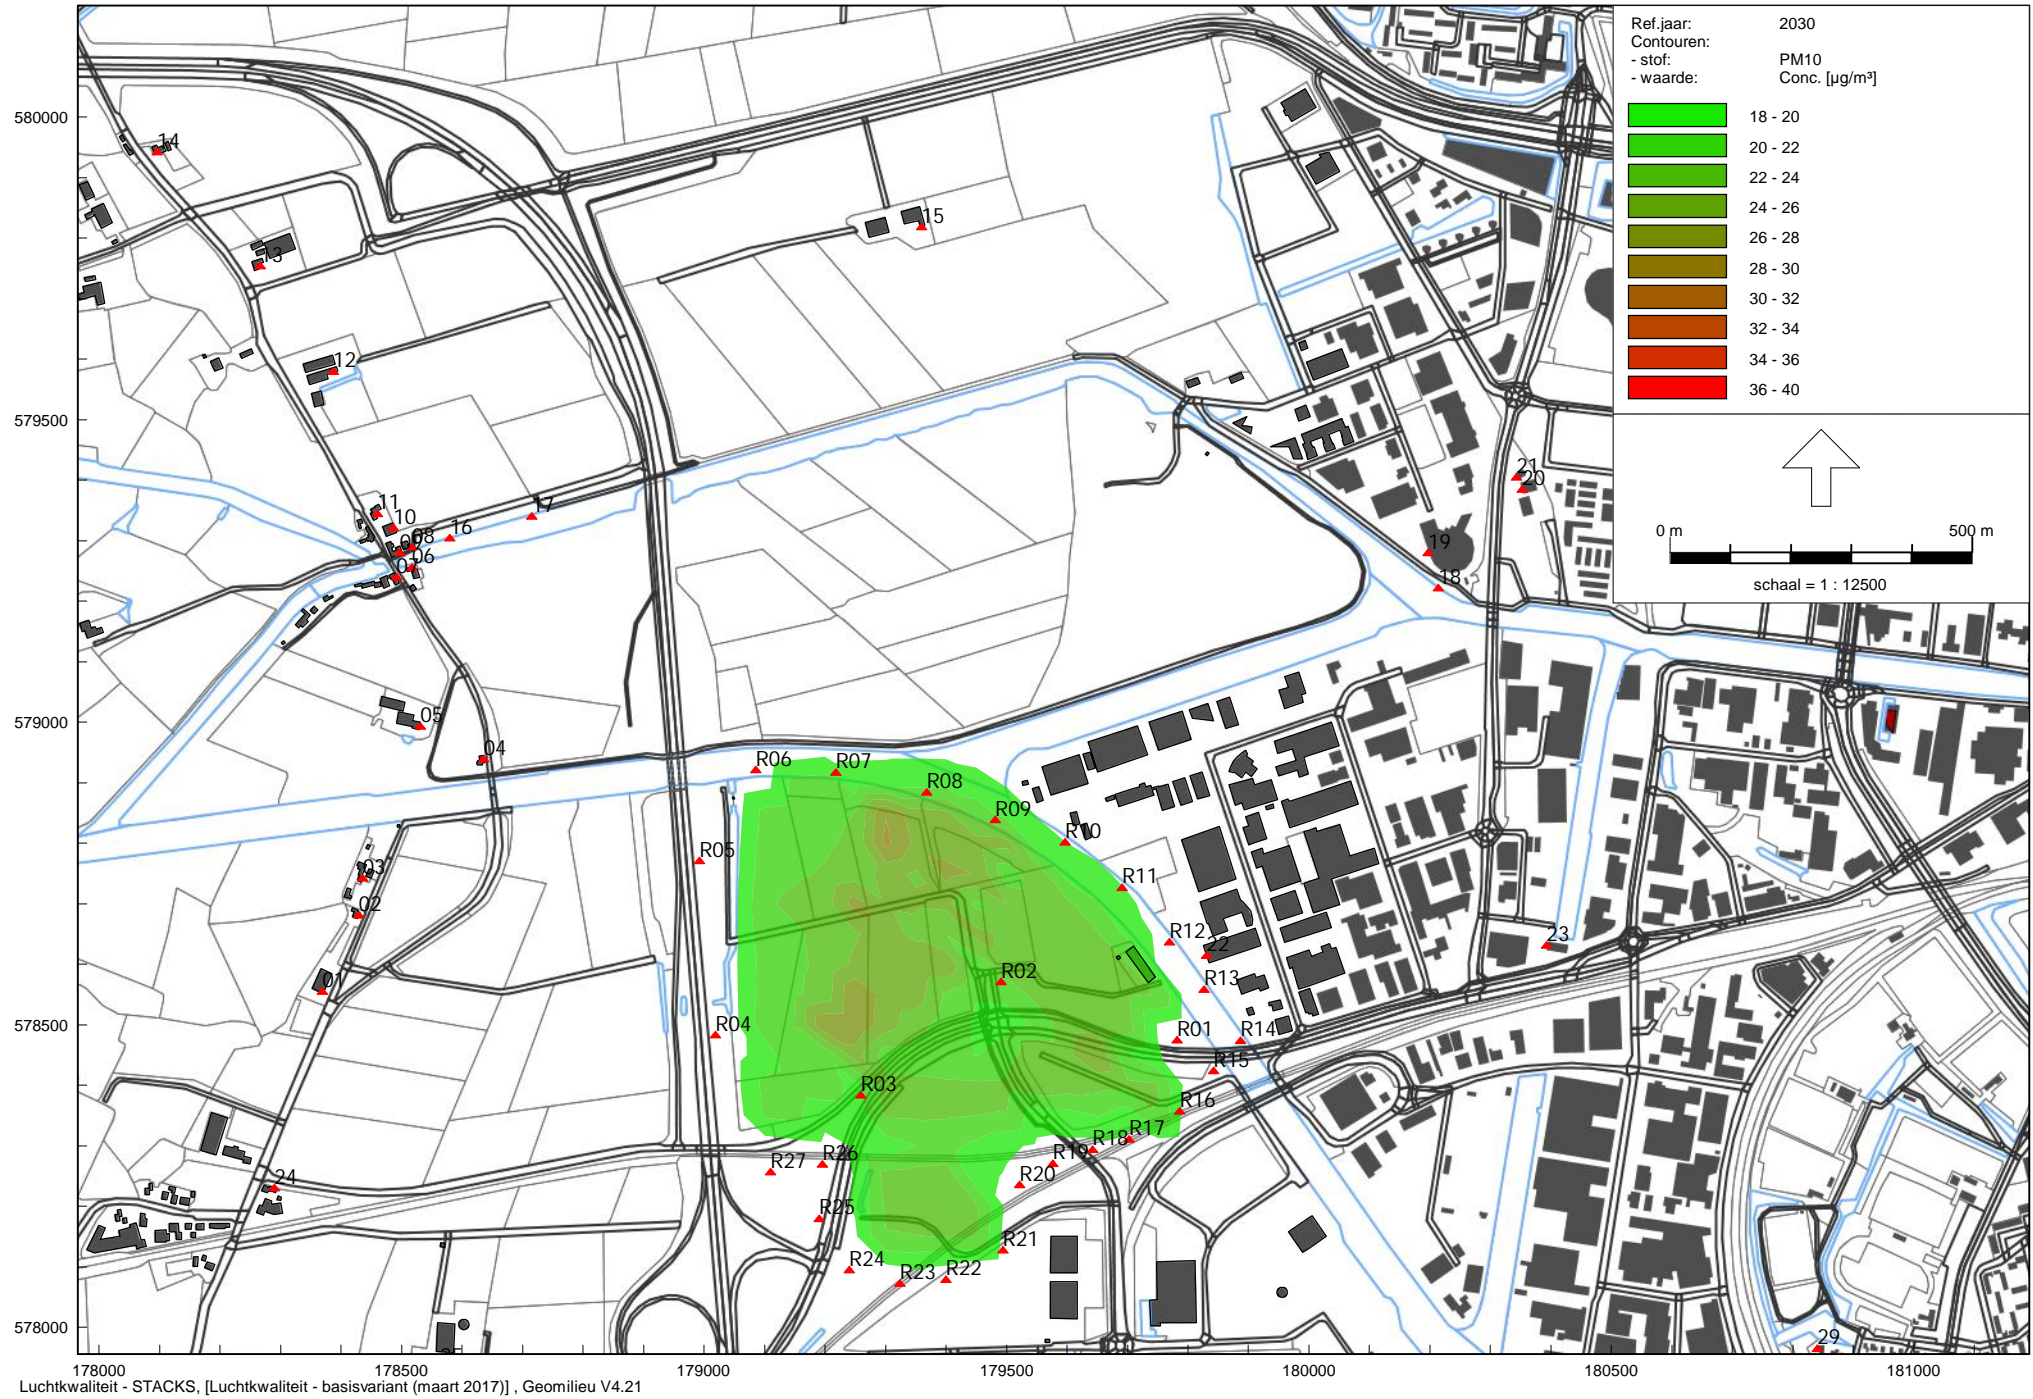 Ref.jaar: 2030
Contouren:
- stof: PM10
- waarde: Conc. [µg/m³]
18 - 20
20 - 22
22 - 24
24 - 26
26 - 28
28 - 30
30 - 32
32 - 34
34 - 36
36 - 40
0 m 500 m
schaal = 1 : 12500
580000
579500
579000
578500
578000
14
15
13
12
21
20
11
10
17
16
08
09
06
07
19
18
05
04
R06
R07
R08
R09
R10
R05
R11
03
02
R12
22
23
01
R02
R13
R04
R01
R14
R15
R03
R16
R17
R18
R19
R26
R27
R20
24
R25
R21
R24
R22
R23
29
178000 178500 179000 179500 180000 180500 181000
Luchtkwaliteit - STACKS, [Luchtkwaliteit - basisvariant (maart 2017)] , Geomilieu V4.21